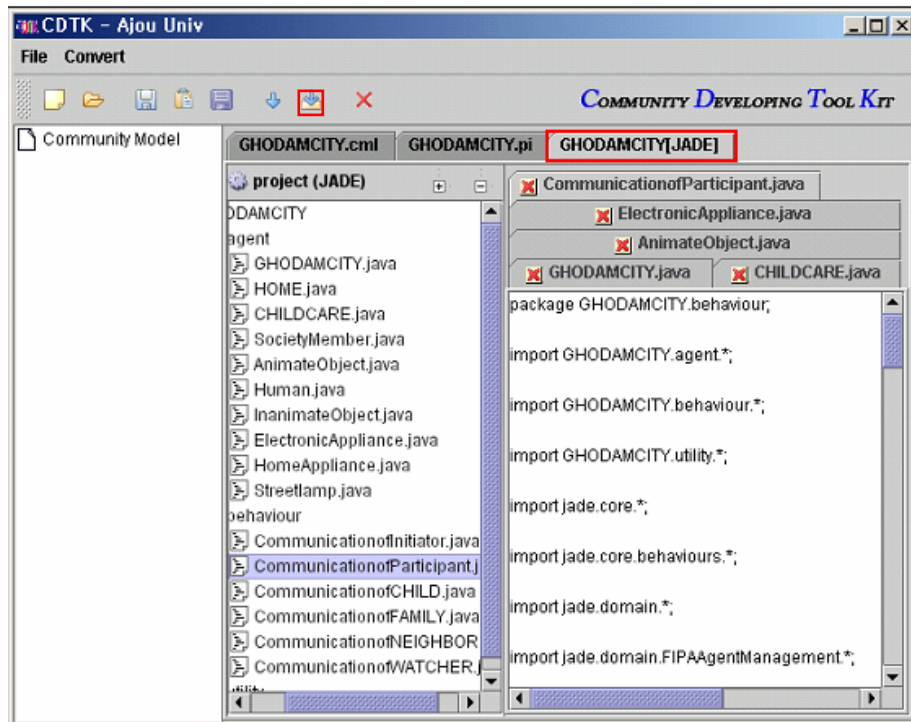 CDTK - Ajou Univ
File Convert
COMMUNITY DEVELOPING TOOL KIT
Community Model
GHODAMCITY.cml
GHODAMCITY.pi
GHODAMCITY[JADE]
project (JADE)
DDAMCITY
agent
GHODAMCITY.java
HOME.java
CHILDCARE.java
SocietyMember.java
AnimateObject.java
Human.java
InanimateObject.java
ElectronicAppliance.java
HomeAppliance.java
Streetlamp.java
behaviour
CommunicationofInitiator.java
CommunicationofParticipant.j
CommunicationofCHILD.java
CommunicationofFAMILY.java
CommunicationofNEIGHBOR
CommunicationofWATCHER.j
CommunicationofParticipant.java
ElectronicAppliance.java
AnimateObject.java
GHODAMCITY.java
CHILDCARE.java
package GHODAMCITY.behaviour;
import GHODAMCITY.agent.*;
import GHODAMCITY.behaviour.*;
import GHODAMCITY.utility.*;
import jade.core.*;
import jade.core.behaviours.*;
import jade.domain.*;
import jade.domain.FIPAAgentManagement.*;